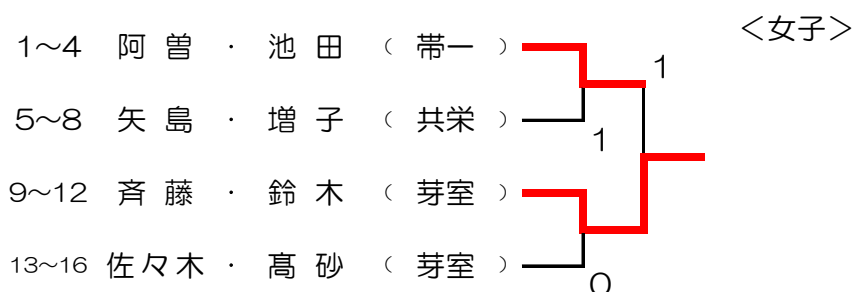 ＜女子＞
1～4 阿曽 ・ 池田 （ 帯一 ）
1
5～8 矢島 ・ 増子 （ 共栄 ）
1
9～12 斉藤 ・ 鈴木 （ 芽室 ）
13～16 佐々木 ・ 髙砂 （ 芽室 ）
0